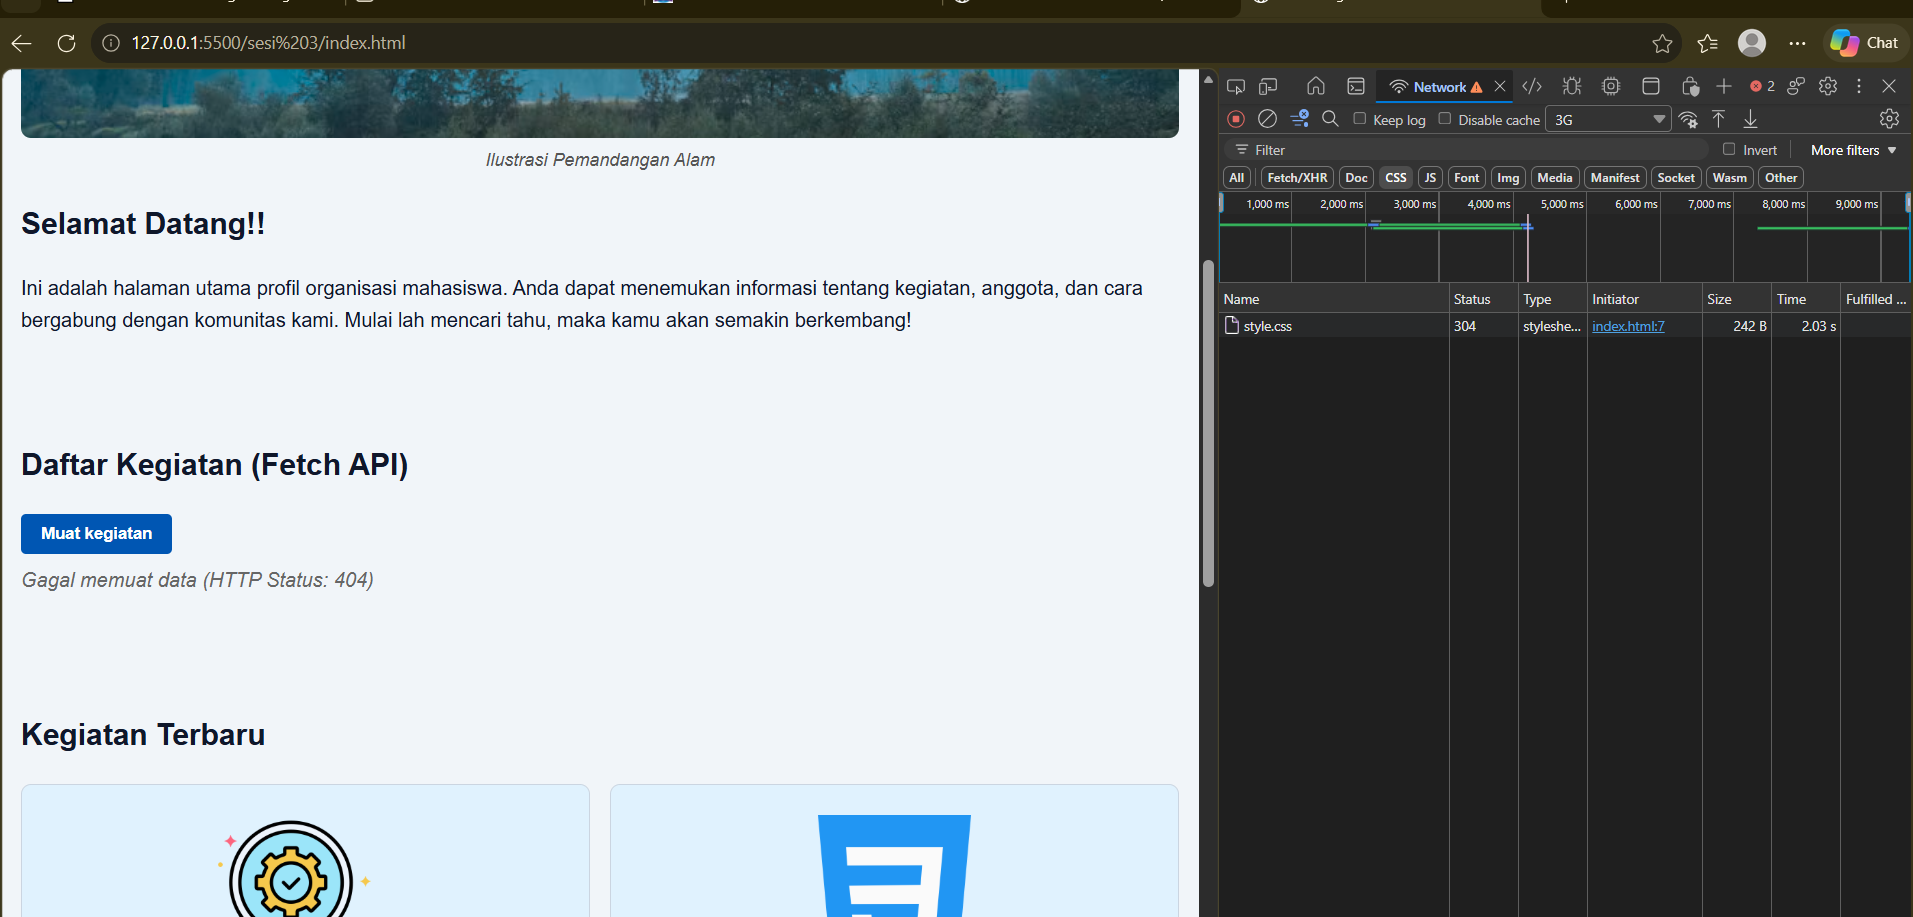 127.0.0.1:5500/sesi%203/index.html
Chat
Ilustrasi Pemandangan Alam
Selamat Datang!!
Ini adalah halaman utama profil organisasi mahasiswa. Anda dapat menemukan informasi tentang kegiatan, anggota, dan cara
bergabung dengan komunitas kami. Mulai lah mencari tahu, maka kamu akan semakin berkembang!
Daftar Kegiatan (Fetch API)
Muat kegiatan
Gagal memuat data (HTTP Status: 404)
Kegiatan Terbaru
Network
2
Keep log
Disable cache
3G
Filter
Invert
More filters
All
Fetch/XHR
Doc
CSS
JS
Font
Img
Media
Manifest
Socket
Wasm
Other
1,000 ms
2,000 ms
3,000 ms
4,000 ms
5,000 ms
6,000 ms
7,000 ms
8,000 ms
9,000 ms
Name Status Type Initiator Size Time Fulfilled ...
style.css 304 styleshe... index.html:7 242 B 2.03 s